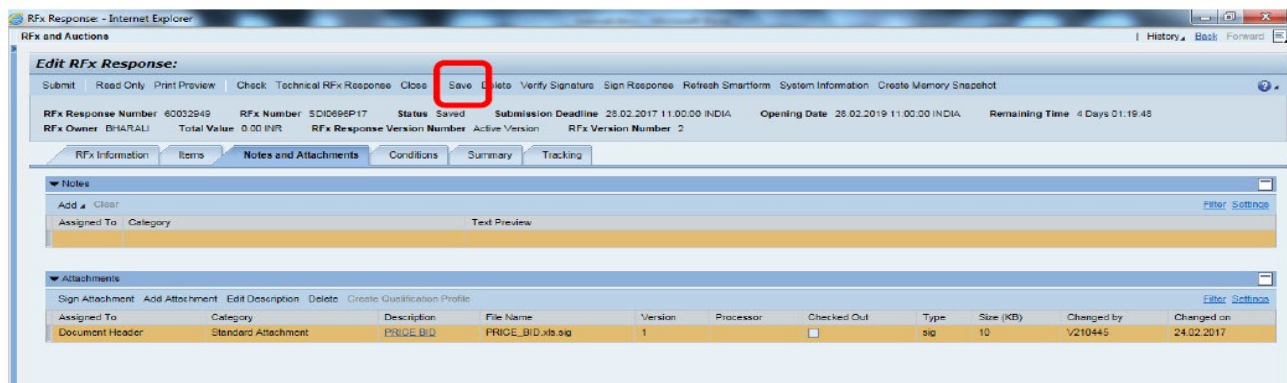 RFx Response: - Internet Explorer
RFx and Auctions | History Back Forward
Edit RFx Response:
Submit Read Only Print Preview Check Technical RFx Response Close Save Delete Verify Signature Sign Response Refresh Smartform System Information Create Memory Snapshot
RFx Response Number 60032949 RFx Number SDI0696P17 Status Saved Submission Deadline 28.02.2017 11:00:00 INDIA Opening Date 28.02.2019 11:00:00 INDIA Remaining Time 4 Days 01:19:48
RFx Owner BHARALI Total Value 0.00 INR RFx Response Version Number Active Version RFx Version Number 2
RFx Information Items Notes and Attachments Conditions Summary Tracking
Notes
Add Clear Filter Settings
Assigned To Category Text Preview
Attachments
Sign Attachment Add Attachment Edit Description Delete Create Qualification Profile Filter Settings
Assigned To Category Description File Name Version Processor Checked Out Type Size (KB) Changed by Changed on
Document Header Standard Attachment PRICE BID PRICE_BID.xls.sig 1 sig 10 V210445 24.02.2017